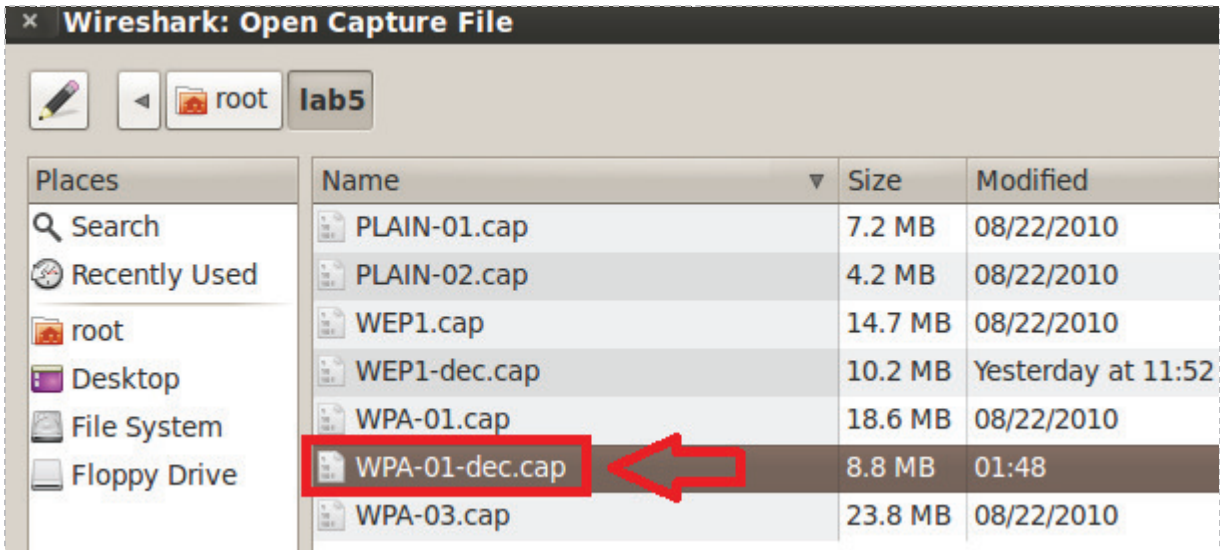 × Wireshark: Open Capture File
root lab5
Places Name Size Modified
Search PLAIN-01.cap 7.2 MB 08/22/2010
Recently Used PLAIN-02.cap 4.2 MB 08/22/2010
root WEP1.cap 14.7 MB 08/22/2010
Desktop WEP1-dec.cap 10.2 MB Yesterday at 11:52
File System WPA-01.cap 18.6 MB 08/22/2010
Floppy Drive WPA-01-dec.cap 8.8 MB 01:48
WPA-03.cap 23.8 MB 08/22/2010